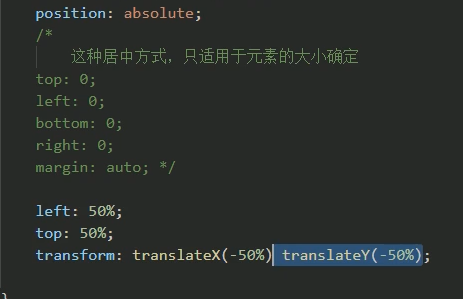 position: absolute;
/*
这种居中方式，只适用于元素的大小确定
top: 0;
left: 0;
bottom: 0;
right: 0;
margin: auto; */
left: 50%;
top: 50%;
transform: translateX(-50%) translateY(-50%);
}